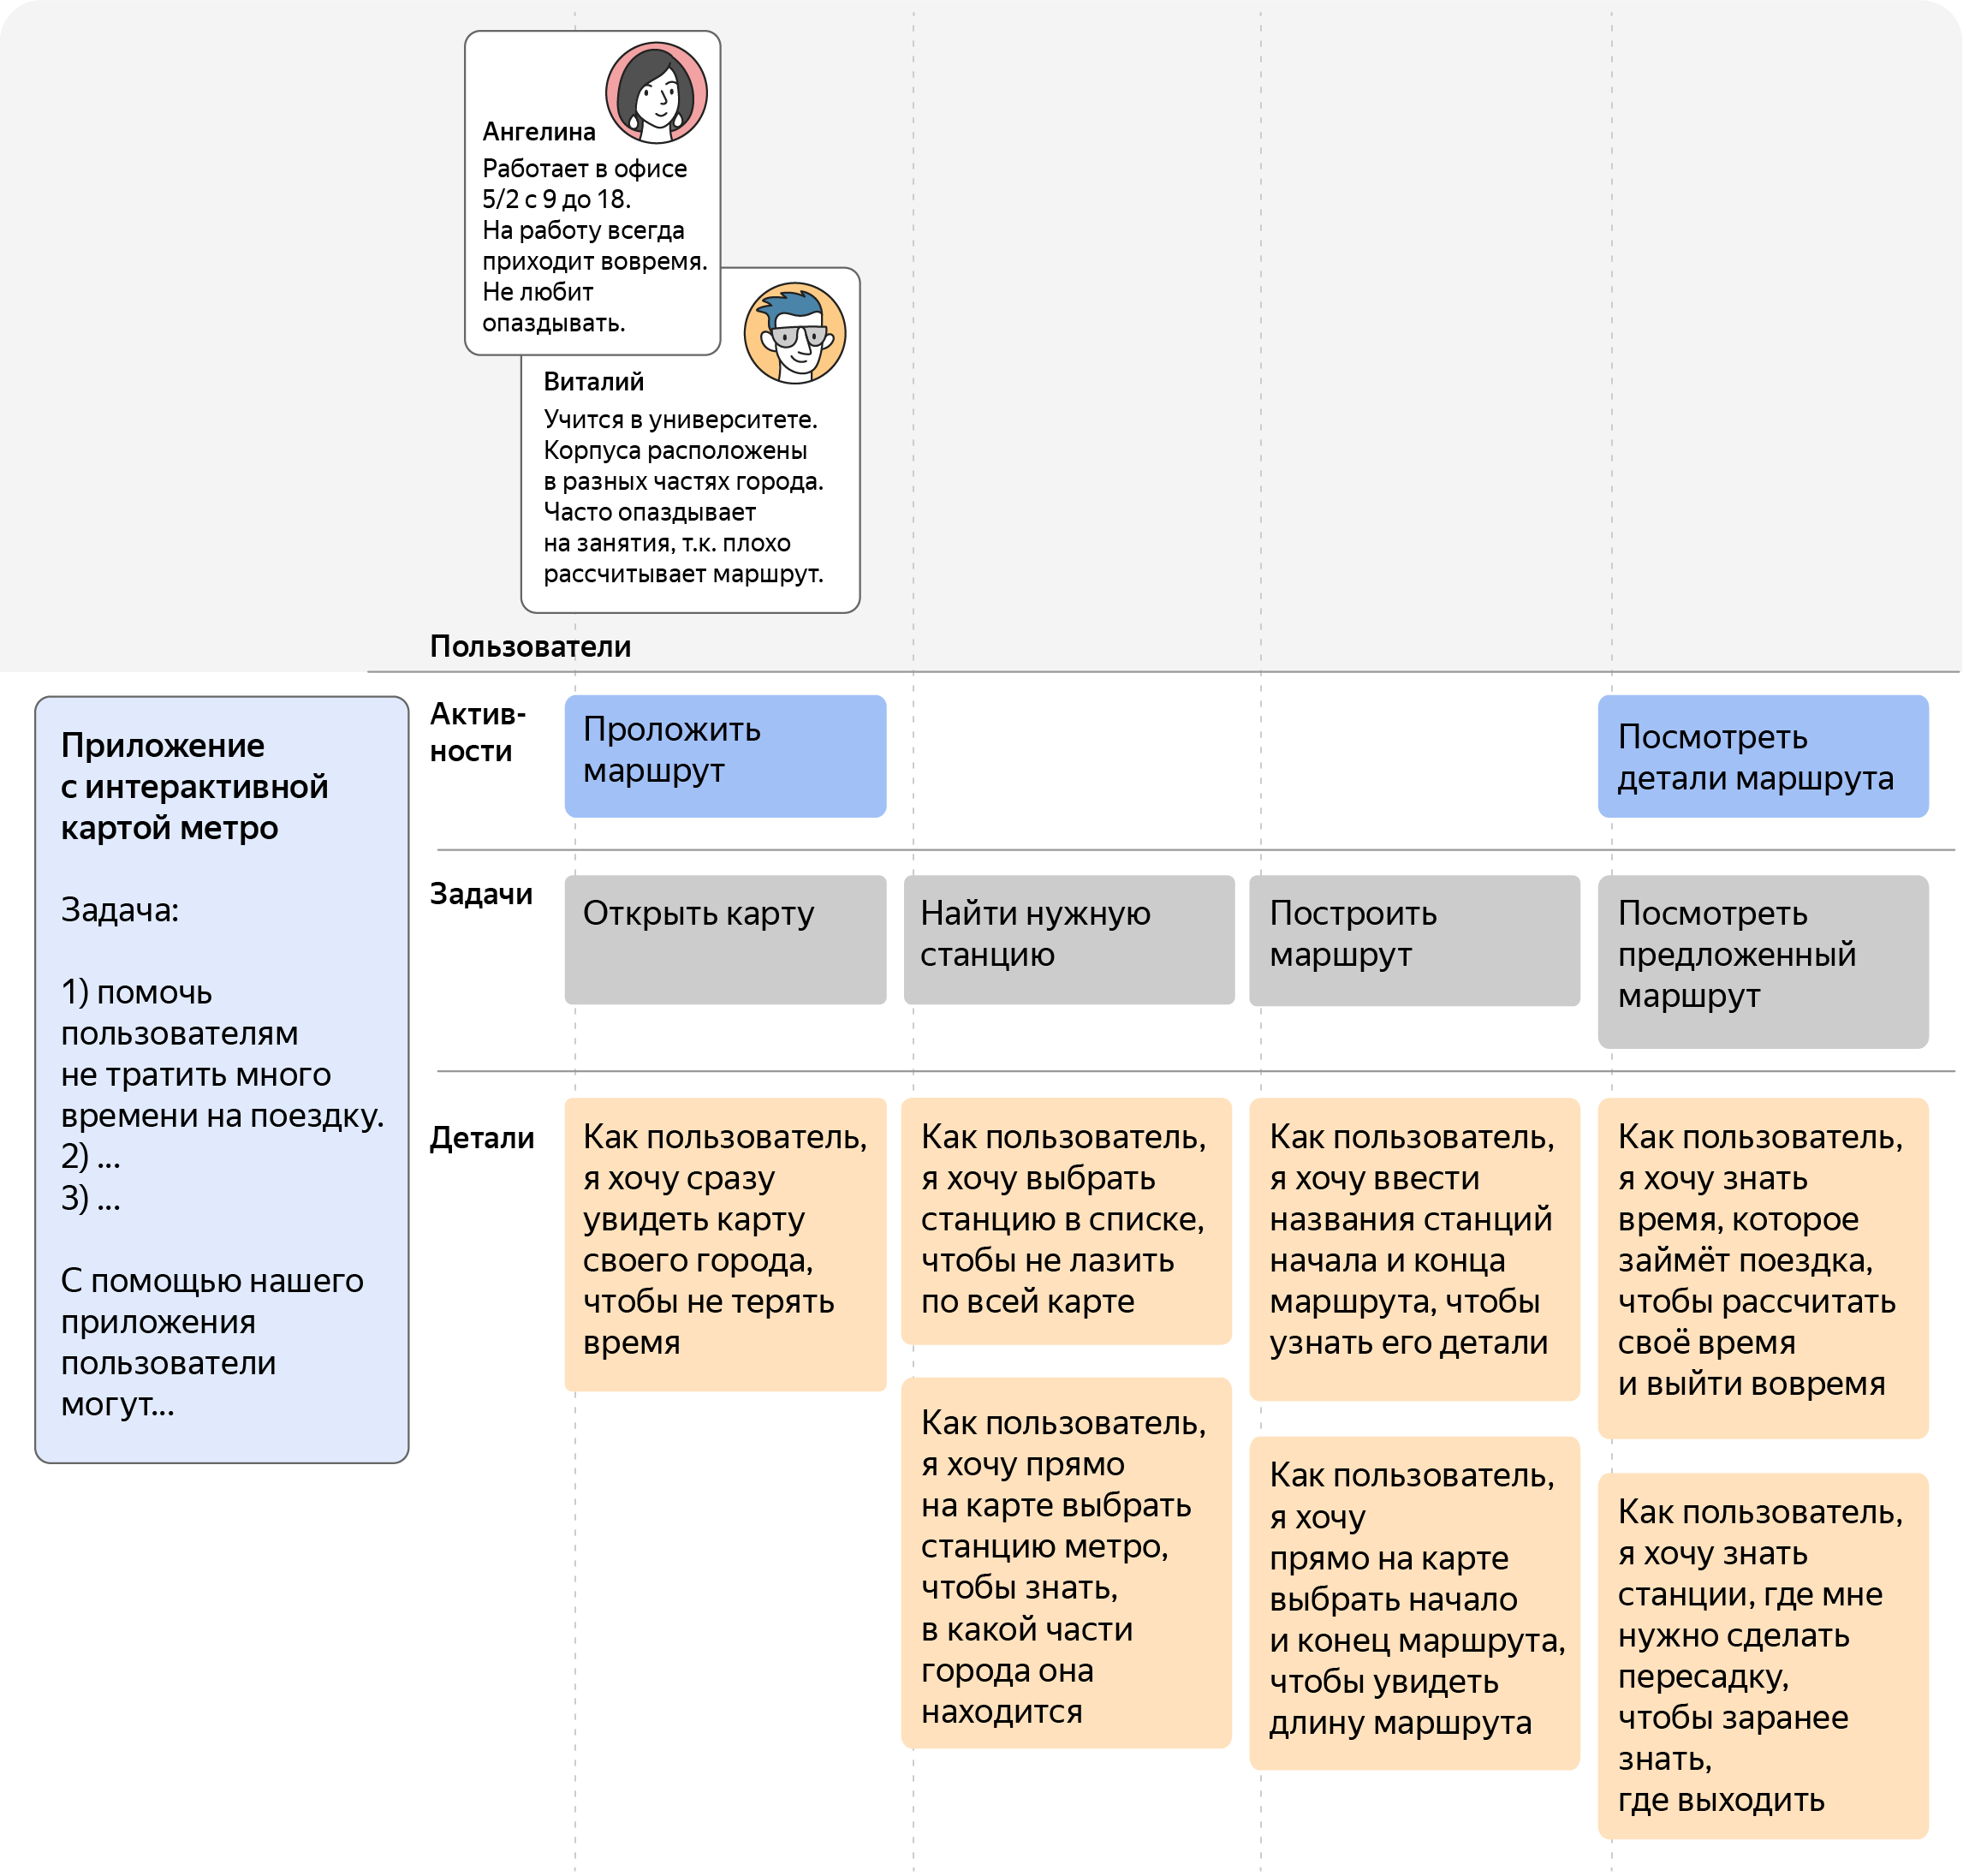 Ангелина
Работает в офисе
5/2 с 9 до 18.
На работу всегда
приходит вовремя.
Не любит
опаздывать.
Виталий
Учится в университете.
Корпуса расположены
в разных частях города.
Часто опаздывает
на занятия, т.к. плохо
рассчитывает маршрут.
Пользователи
Приложение
с интерактивной
картой метро
Задача:
1) помочь
пользователям
не тратить много
времени на поездку.
2) ...
3) ...
С помощью нашего
приложения
пользователи
могут...
Актив-
ности
Проложить
маршрут
Посмотреть
детали маршрута
Задачи
Открыть карту
Найти нужную
станцию
Построить
маршрут
Посмотреть
предложенный
маршрут
Детали
Как пользователь,
я хочу сразу
увидеть карту
своего города,
чтобы не терять
время
Как пользователь,
я хочу выбрать
станцию в списке,
чтобы не лазить
по всей карте
Как пользователь,
я хочу прямо
на карте выбрать
станцию метро,
чтобы знать,
в какой части
города она
находится
Как пользователь,
я хочу ввести
названия станций
начала и конца
маршрута, чтобы
узнать его детали
Как пользователь,
я хочу
прямо на карте
выбрать начало
и конец маршрута,
чтобы увидеть
длину маршрута
Как пользователь,
я хочу знать
время, которое
займёт поездка,
чтобы рассчитать
своё время
и выйти вовремя
Как пользователь,
я хочу знать
станции, где мне
нужно сделать
пересадку,
чтобы заранее
знать,
где выходить